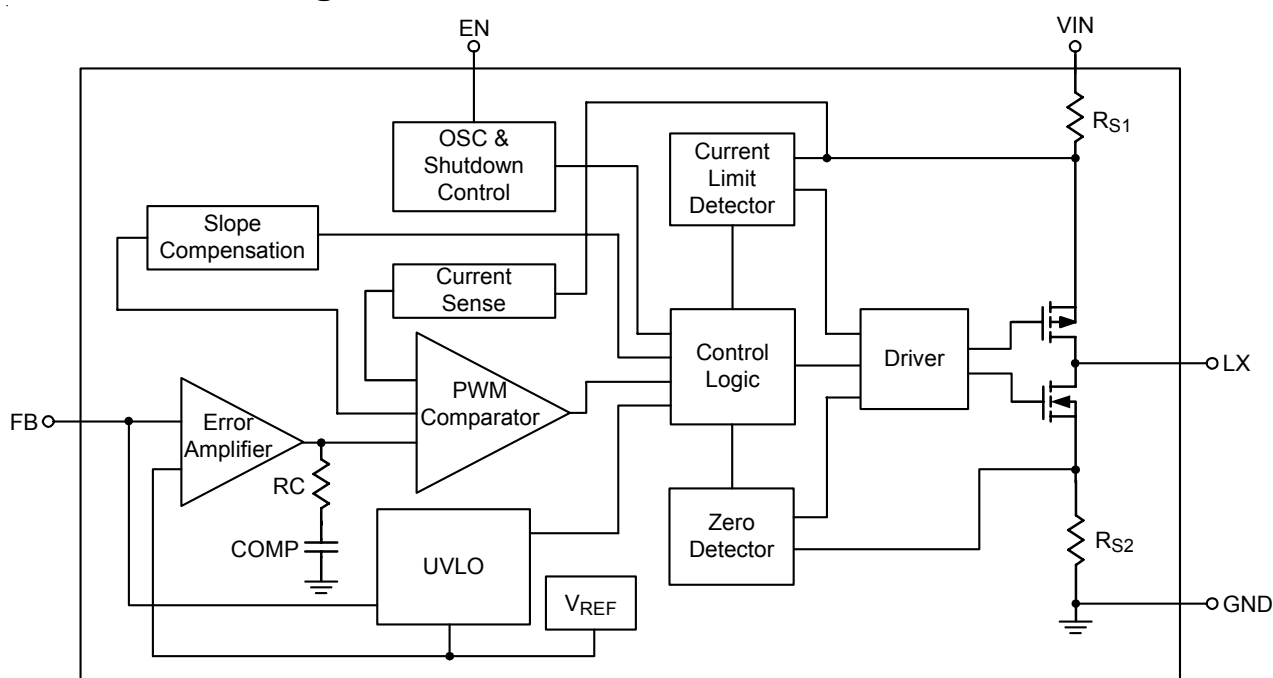 EN
VIN
OSC &
Shutdown
Control
Current
Limit
Detector
RS1
Slope
Compensation
Current
Sense
Control
Logic
Driver
LX
PWM
Comparator
FB
Error
Amplifier
RC
COMP
UVLO
VREF
Zero
Detector
RS2
GND